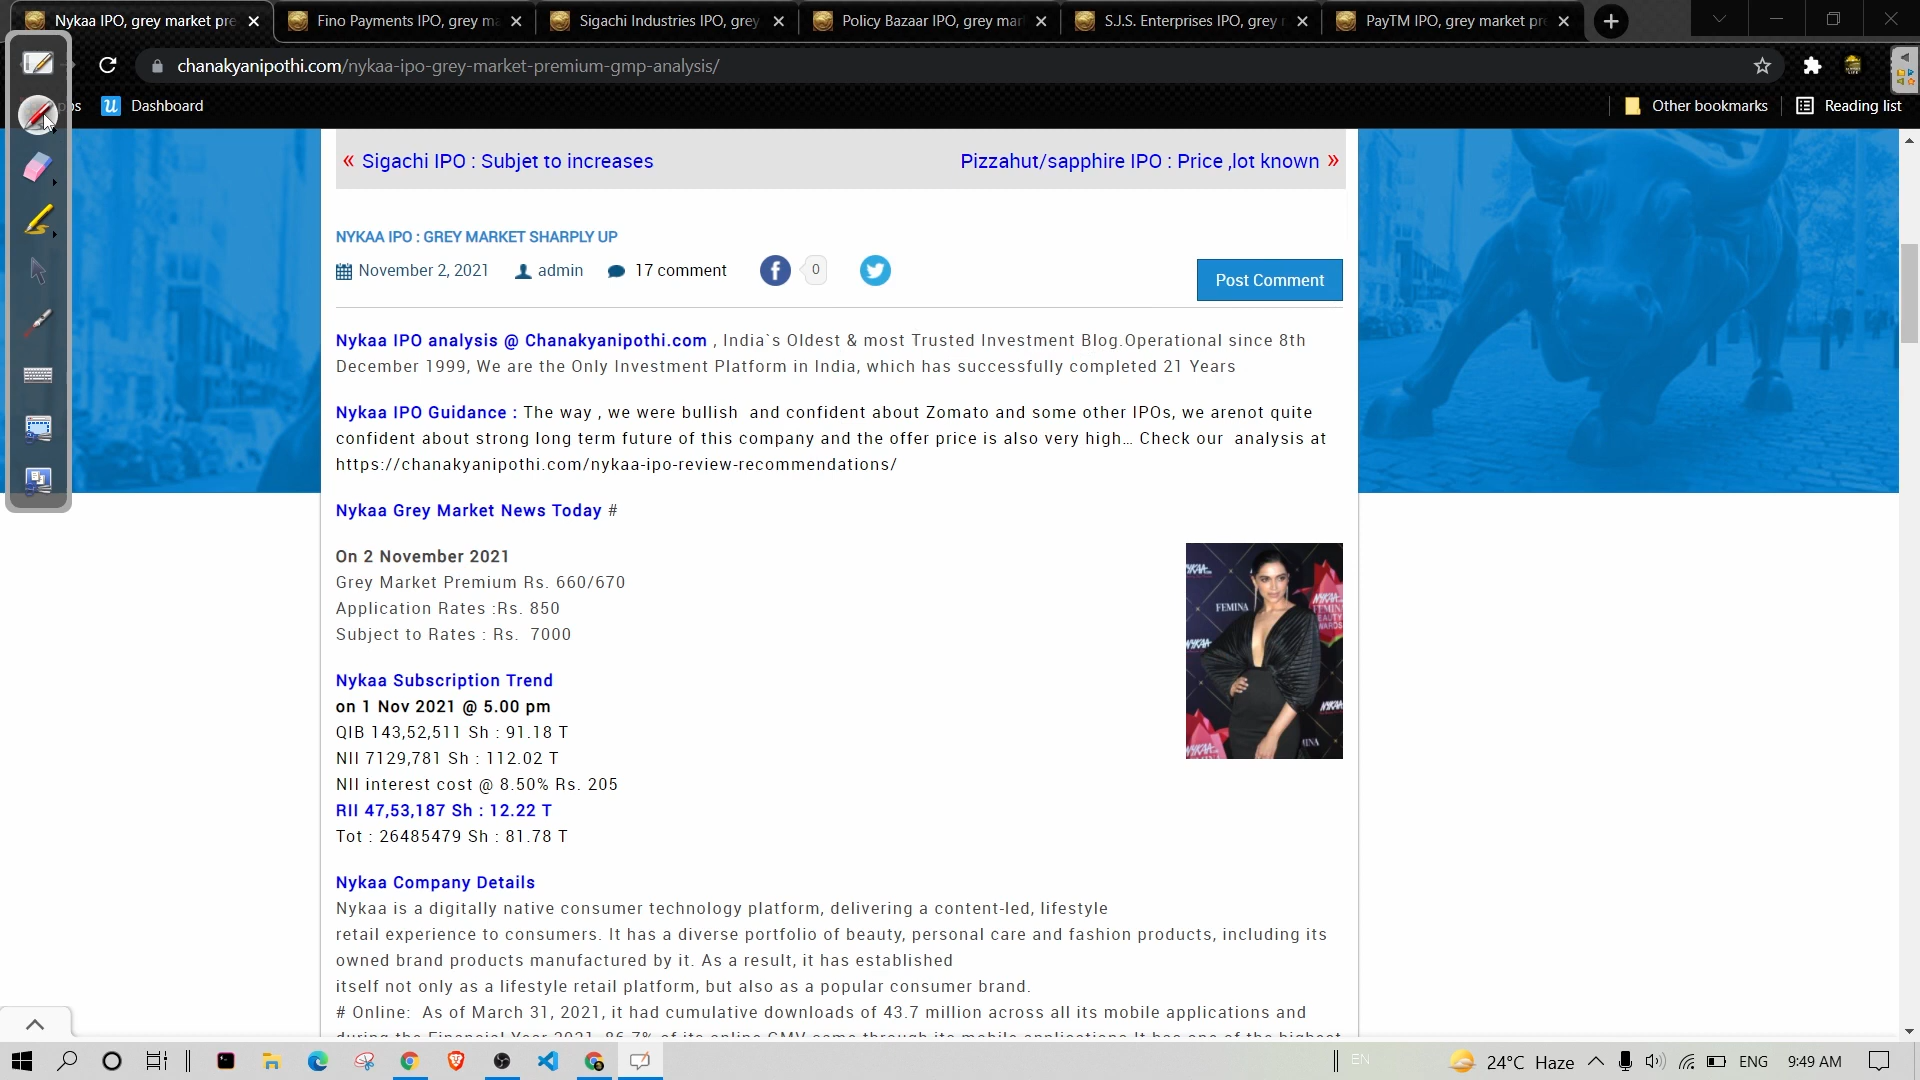 Nykaa IPO, grey market pre
Fino Payments IPO, grey ma
Sigachi Industries IPO, grey
Policy Bazaar IPO, grey mar
S.J.S. Enterprises IPO, grey
PayTM IPO, grey market pr
chanakyanipothi.com/nykaa-ipo-grey-market-premium-gmp-analysis/
Dashboard
Other bookmarks
Reading list
« Sigachi IPO : Subjet to increases
Pizzahut/sapphire IPO : Price ,lot known »
NYKAA IPO : GREY MARKET SHARPLY UP
November 2, 2021 admin 17 comment 0
Post Comment
Nykaa IPO analysis @ Chanakyanipothi.com , India`s Oldest & most Trusted Investment Blog.Operational since 8th
December 1999, We are the Only Investment Platform in India, which has successfully completed 21 Years
Nykaa IPO Guidance : The way , we were bullish and confident about Zomato and some other IPOs, we arenot quite
confident about strong long term future of this company and the offer price is also very high… Check our analysis at
https://chanakyanipothi.com/nykaa-ipo-review-recommendations/
Nykaa Grey Market News Today #
On 2 November 2021
Grey Market Premium Rs. 660/670
Application Rates :Rs. 850
Subject to Rates : Rs. 7000
FEMINA
Nykaa Subscription Trend
on 1 Nov 2021 @ 5.00 pm
QIB 143,52,511 Sh : 91.18 T
NII 7129,781 Sh : 112.02 T
NII interest cost @ 8.50% Rs. 205
RII 47,53,187 Sh : 12.22 T
Tot : 26485479 Sh : 81.78 T
Nykaa Company Details
Nykaa is a digitally native consumer technology platform, delivering a content-led, lifestyle
retail experience to consumers. It has a diverse portfolio of beauty, personal care and fashion products, including its
owned brand products manufactured by it. As a result, it has established
itself not only as a lifestyle retail platform, but also as a popular consumer brand.
# Online: As of March 31, 2021, it had cumulative downloads of 43.7 million across all its mobile applications and
EN
24°C Haze
ENG
9:49 AM